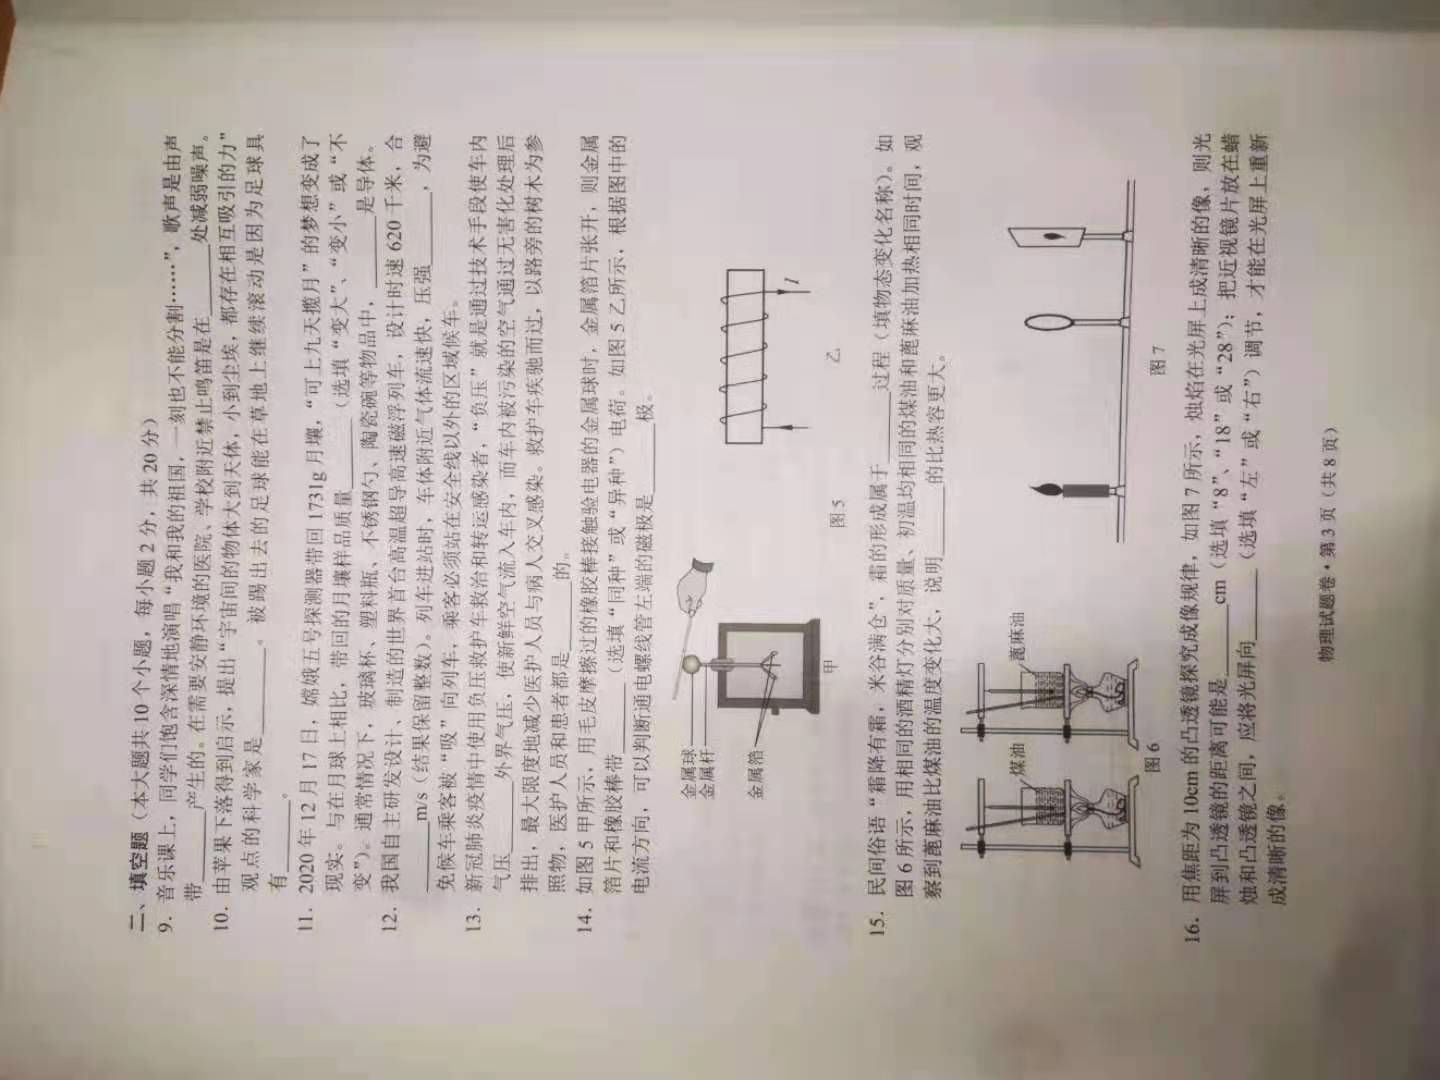 二、填空题（本大题共 10 个小题，每小题 2 分，共 20 分）
9. 音乐课上，同学们饱含深情地演唱“我和我的祖国，一刻也不能分割……”，歌声是由声
带______产生的。在需要安静环境的医院、学校附近禁止鸣笛是在______处减弱噪声。
10. 由苹果下落得到启示，提出“宇宙间的物体大到天体，小到尘埃，都存在相互吸引的力”
观点的科学家是______。被踢出去的足球能在草地上继续滚动是因为足球具
有______。
11. 2020 年 12 月 17 日，嫦娥五号探测器带回 1731g 月壤，“可上九天揽月”的梦想变成了
现实。与在月球上相比，带回的月壤样品质量______（选填“变大”、“变小”或“不
变”）。通常情况下，玻璃杯、塑料瓶、不锈钢勺、陶瓷碗等物品中，______是导体。
12. 我国自主研发设计、制造的世界首台高温超导高速磁浮列车，设计时速 620 千米，合
______m/s（结果保留整数）。列车进站时，车体附近气体流速快，压强______，为避
免候车乘客被“吸”向列车，乘客必须站在安全线以外的区域候车。
13. 新冠肺炎疫情中使用负压救护车救治和转运感染者，“负压”就是通过技术手段使车内
气压______外界气压，使新鲜空气流入车内，而车内被污染的空气通过无害化处理后
排出，最大限度地减少医护人员与病人交叉感染。救护车疾驰而过，以路旁的树木为参
照物，医护人员和患者都是______的。
14. 如图 5 甲所示，用毛皮摩擦过的橡胶棒接触验电器的金属球时，金属箔片张开，则金属
箔片和橡胶棒带______（选填“同种”或“异种”）电荷。如图 5 乙所示，根据图中的
电流方向，可以判断通电螺线管左端的磁极是______极。
金属球
金属杆
金属箔
甲
I
乙
图 5
15. 民间俗语“霜降有霜，米谷满仓”，霜的形成属于______过程（填物态变化名称）。如
图 6 所示，用相同的酒精灯分别对质量、初温均相同的煤油和蓖麻油加热相同时间，观
察到蓖麻油比煤油的温度变化大，说明______的比热容更大。
煤油
蓖麻油
图 6
图 7
16. 用焦距为 10cm 的凸透镜探究成像规律，如图 7 所示，烛焰在光屏上成清晰的像，则光
屏到凸透镜的距离可能是______cm（选填“8”、“18”或“28”）；把近视镜片放在蜡
烛和凸透镜之间，应将光屏向______（选填“左”或“右”）调节，才能在光屏上重新
成清晰的像。
物理试题卷·第 3 页（共 8 页）